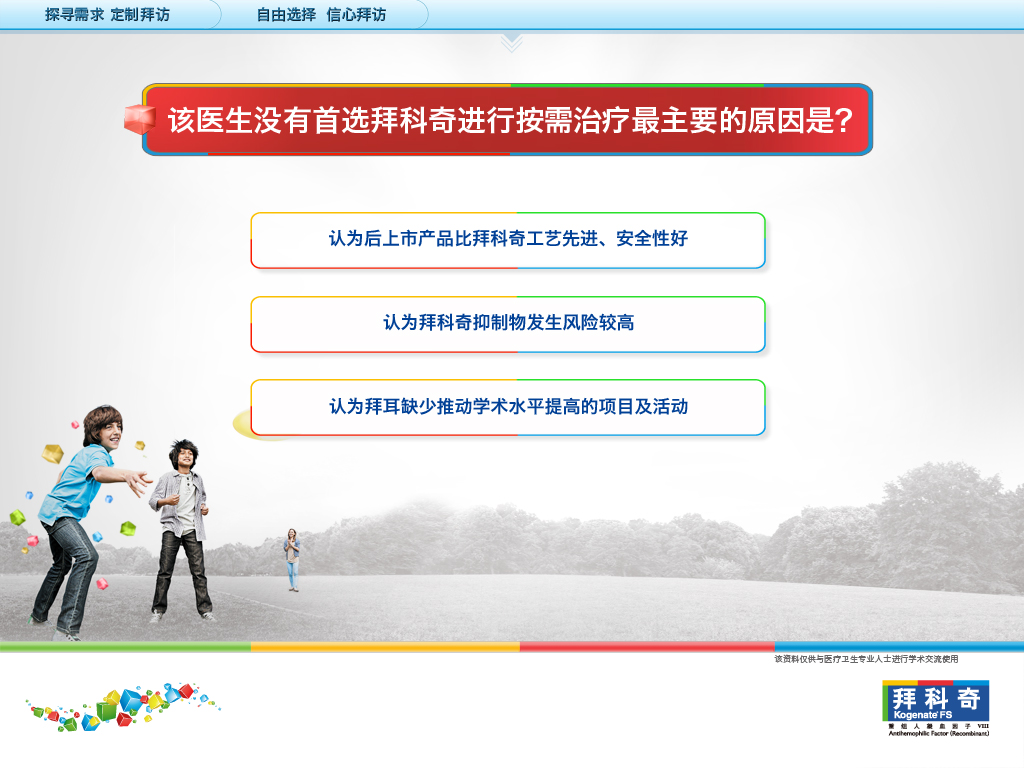 探寻需求 定制拜访
自由选择 信心拜访
该医生没有首选拜科奇进行按需治疗最主要的原因是？
认为后上市产品比拜科奇工艺先进、安全性好
认为拜科奇抑制物发生风险较高
认为拜耳缺少推动学术水平提高的项目及活动
该资料仅供与医疗卫生专业人士进行学术交流使用
拜科奇
Kogenate® FS
重组人凝血因子 VIII
Antihemophilic Factor (Recombinant)